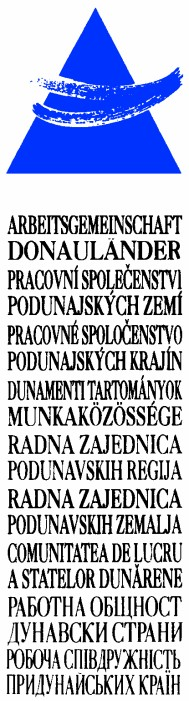 ARBEITSGEMEINSCHAFT
DONAULÄNDER
PRACOVNÍ SPOLEČENSTVI
PODUNAJSKÝCH ZEMÍ
PRACOVNÉ SPOLOČENSTVO
PODUNAJSKÝCH KRAJÍN
DUNAMENTI TARTOMÁNYOK
MUNKAKÖZÖSSÉGE
RADNA ZAJEDNICA
PODUNAVSKIH REGIJA
RADNA ZAJEDNICA
PODUNAVSKIH ZEMALJA
COMUNITATEA DE LUCRU
A STATELOR DUNĂRENE
РАБОТНА ОБЩНОСТ
ДУНАВСКИ СТРАНИ
РОБОЧА СПІВДРУЖНІСТЬ
ПРИДУНАЙСЬКИХ КРАЇН